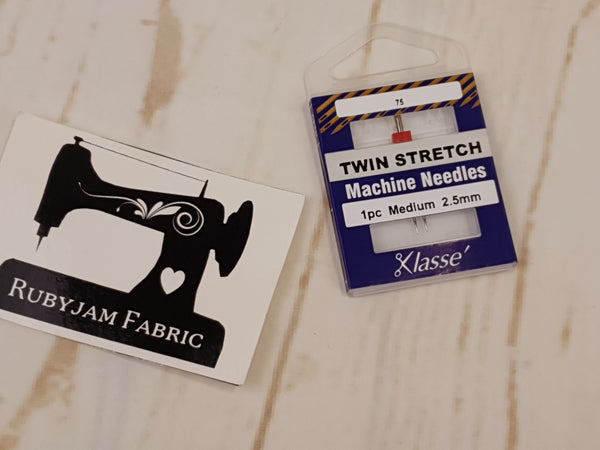 75
TWIN STRETCH
Machine Needles
1pc Medium 2.5mm
Klasse´
RUBYJAM FABRIC